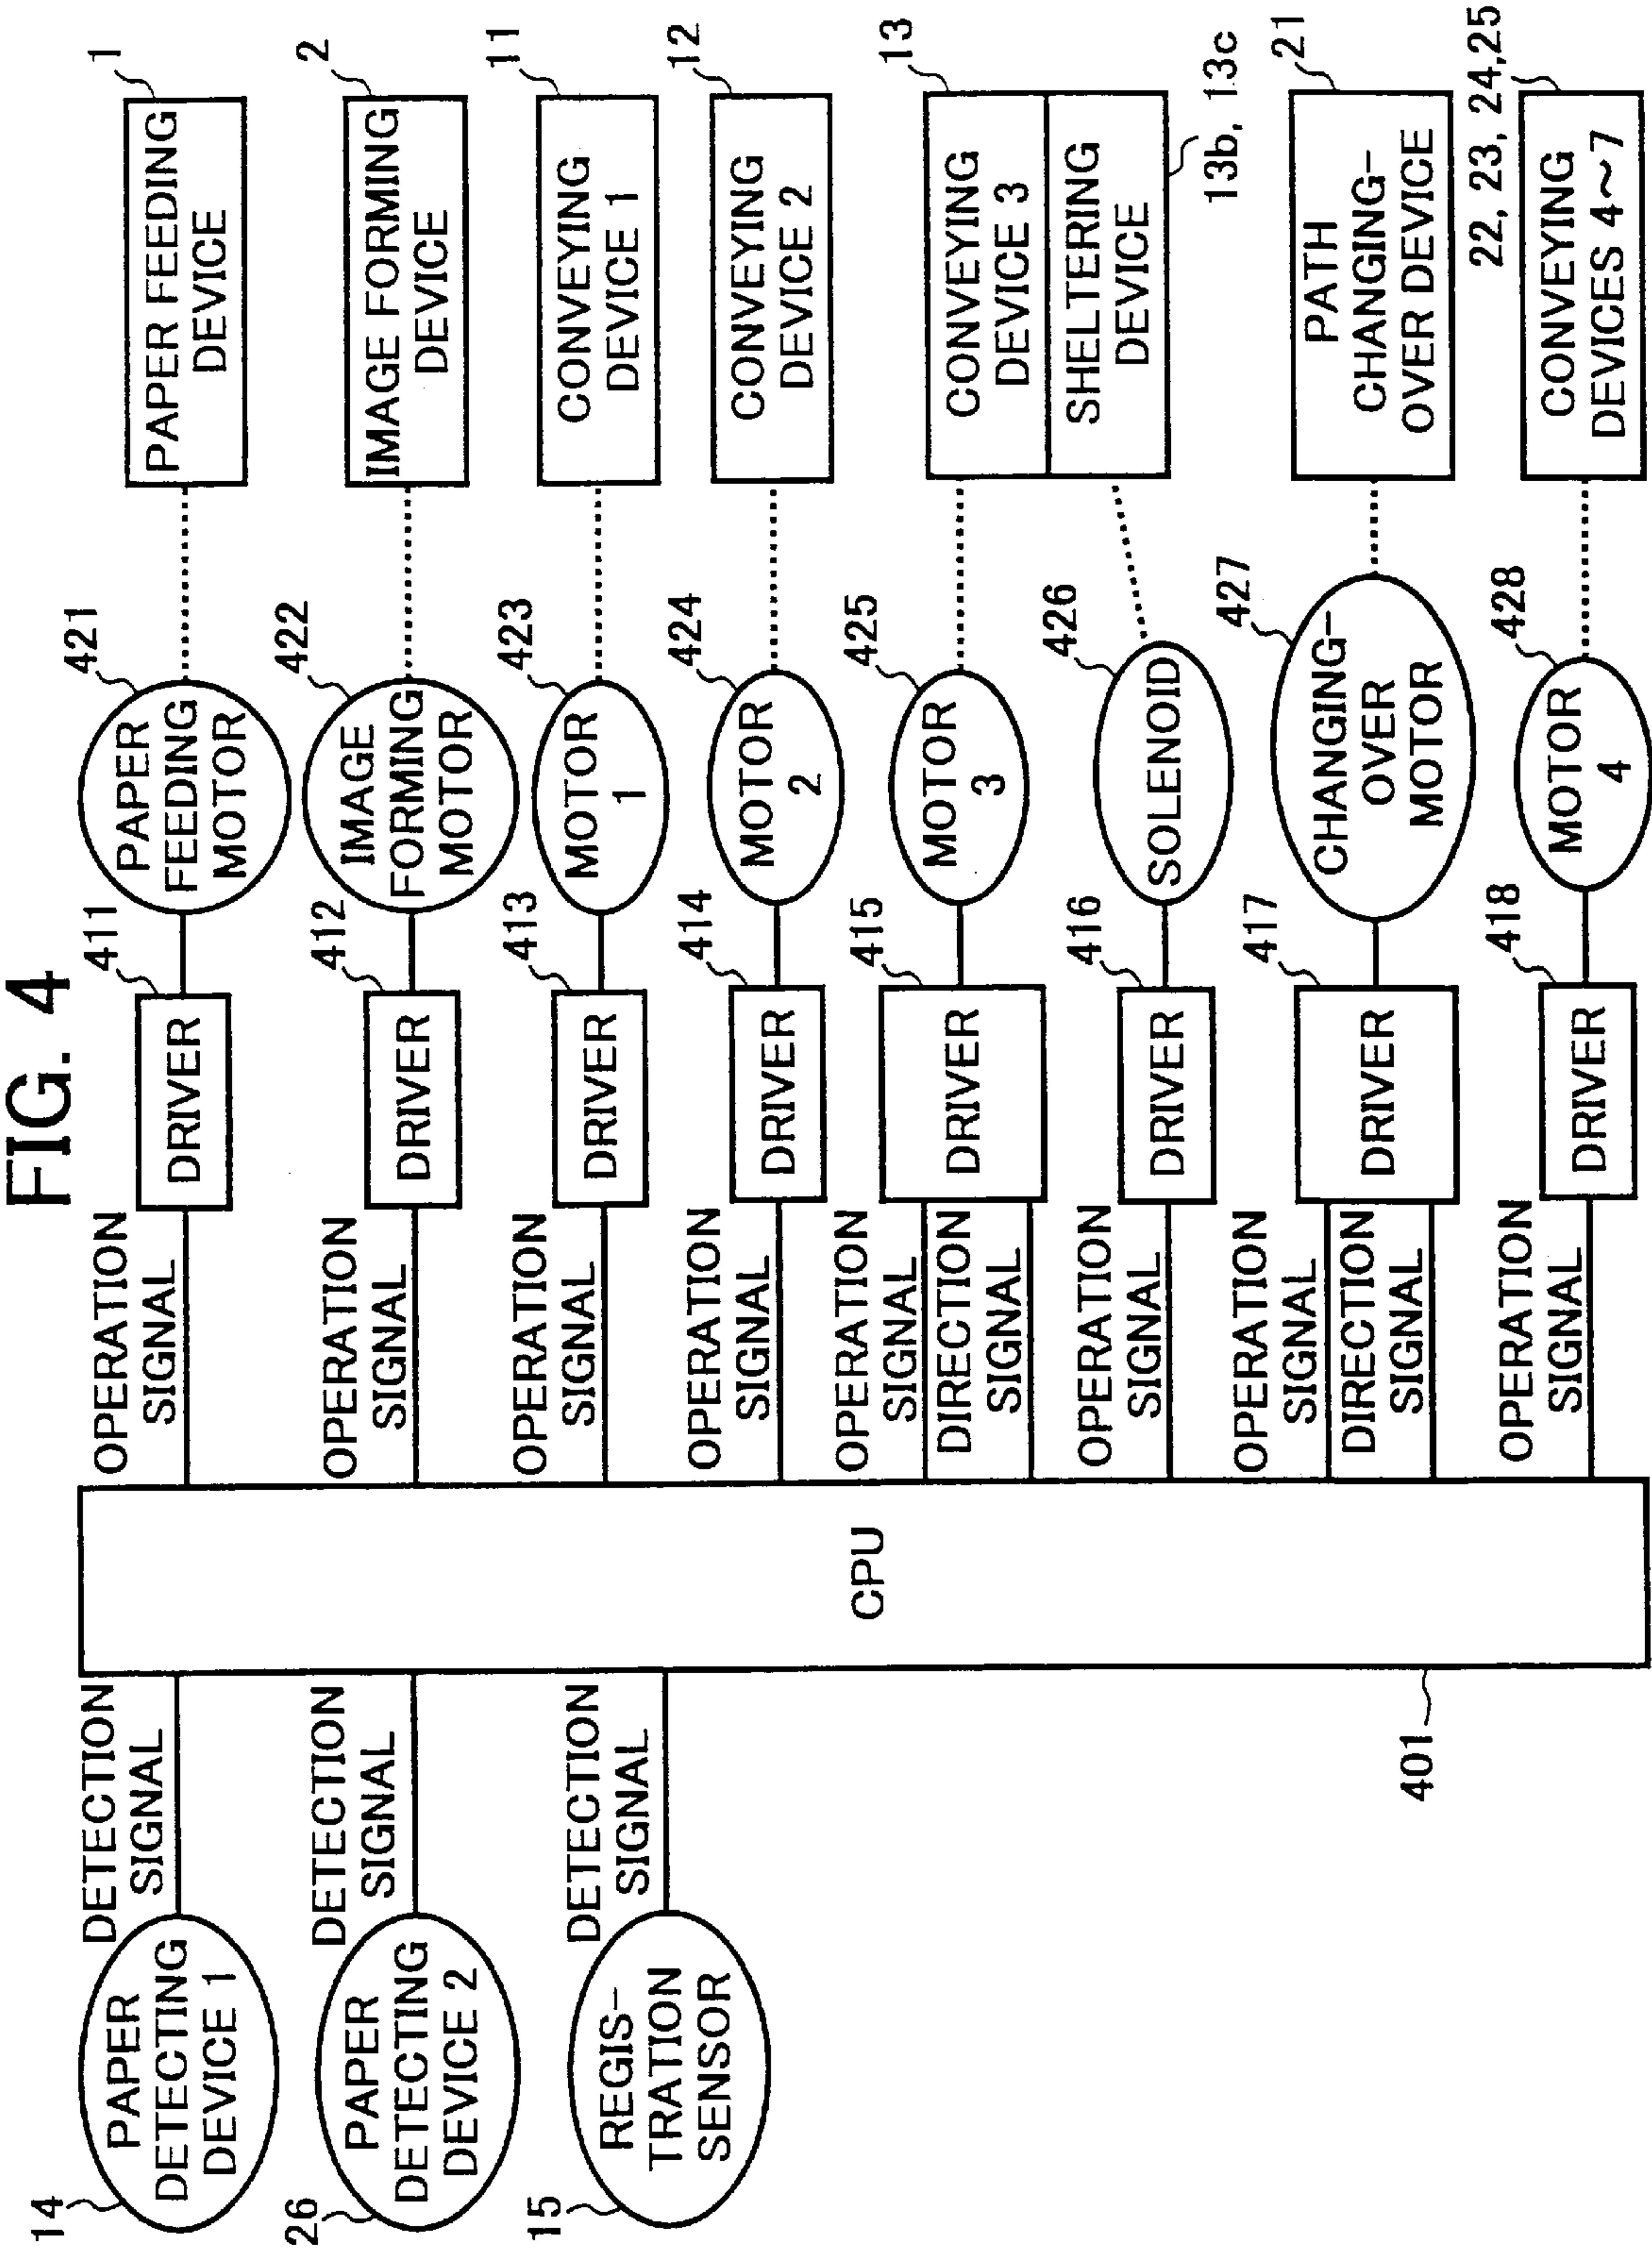 FIG. 4
14
PAPER
DETECTING
DEVICE 1
DETECTION
SIGNAL
26
PAPER
DETECTING
DEVICE 2
DETECTION
SIGNAL
15
REGIS-
TRATION
SENSOR
DETECTION
SIGNAL
CPU
401
OPERATION
SIGNAL
DRIVER
411
PAPER
FEEDING
MOTOR
421
PAPER FEEDING
DEVICE
1
OPERATION
SIGNAL
DRIVER
412
IMAGE
FORMING
MOTOR
422
IMAGE FORMING
DEVICE
2
OPERATION
SIGNAL
DRIVER
413
MOTOR
1
423
CONVEYING
DEVICE 1
11
OPERATION
SIGNAL
DRIVER
414
MOTOR
2
424
CONVEYING
DEVICE 2
12
OPERATION
SIGNAL
DIRECTION
SIGNAL
DRIVER
415
MOTOR
3
425
CONVEYING
DEVICE 3
13
OPERATION
SIGNAL
DRIVER
416
SOLENOID
426
SHELTERING
DEVICE
13b, 13c
OPERATION
SIGNAL
DIRECTION
SIGNAL
DRIVER
417
CHANGING-
OVER
MOTOR
427
PATH
CHANGING-
OVER DEVICE
21
OPERATION
SIGNAL
DRIVER
418
MOTOR
4
428
CONVEYING
DEVICES 4~7
22, 23, 24,25